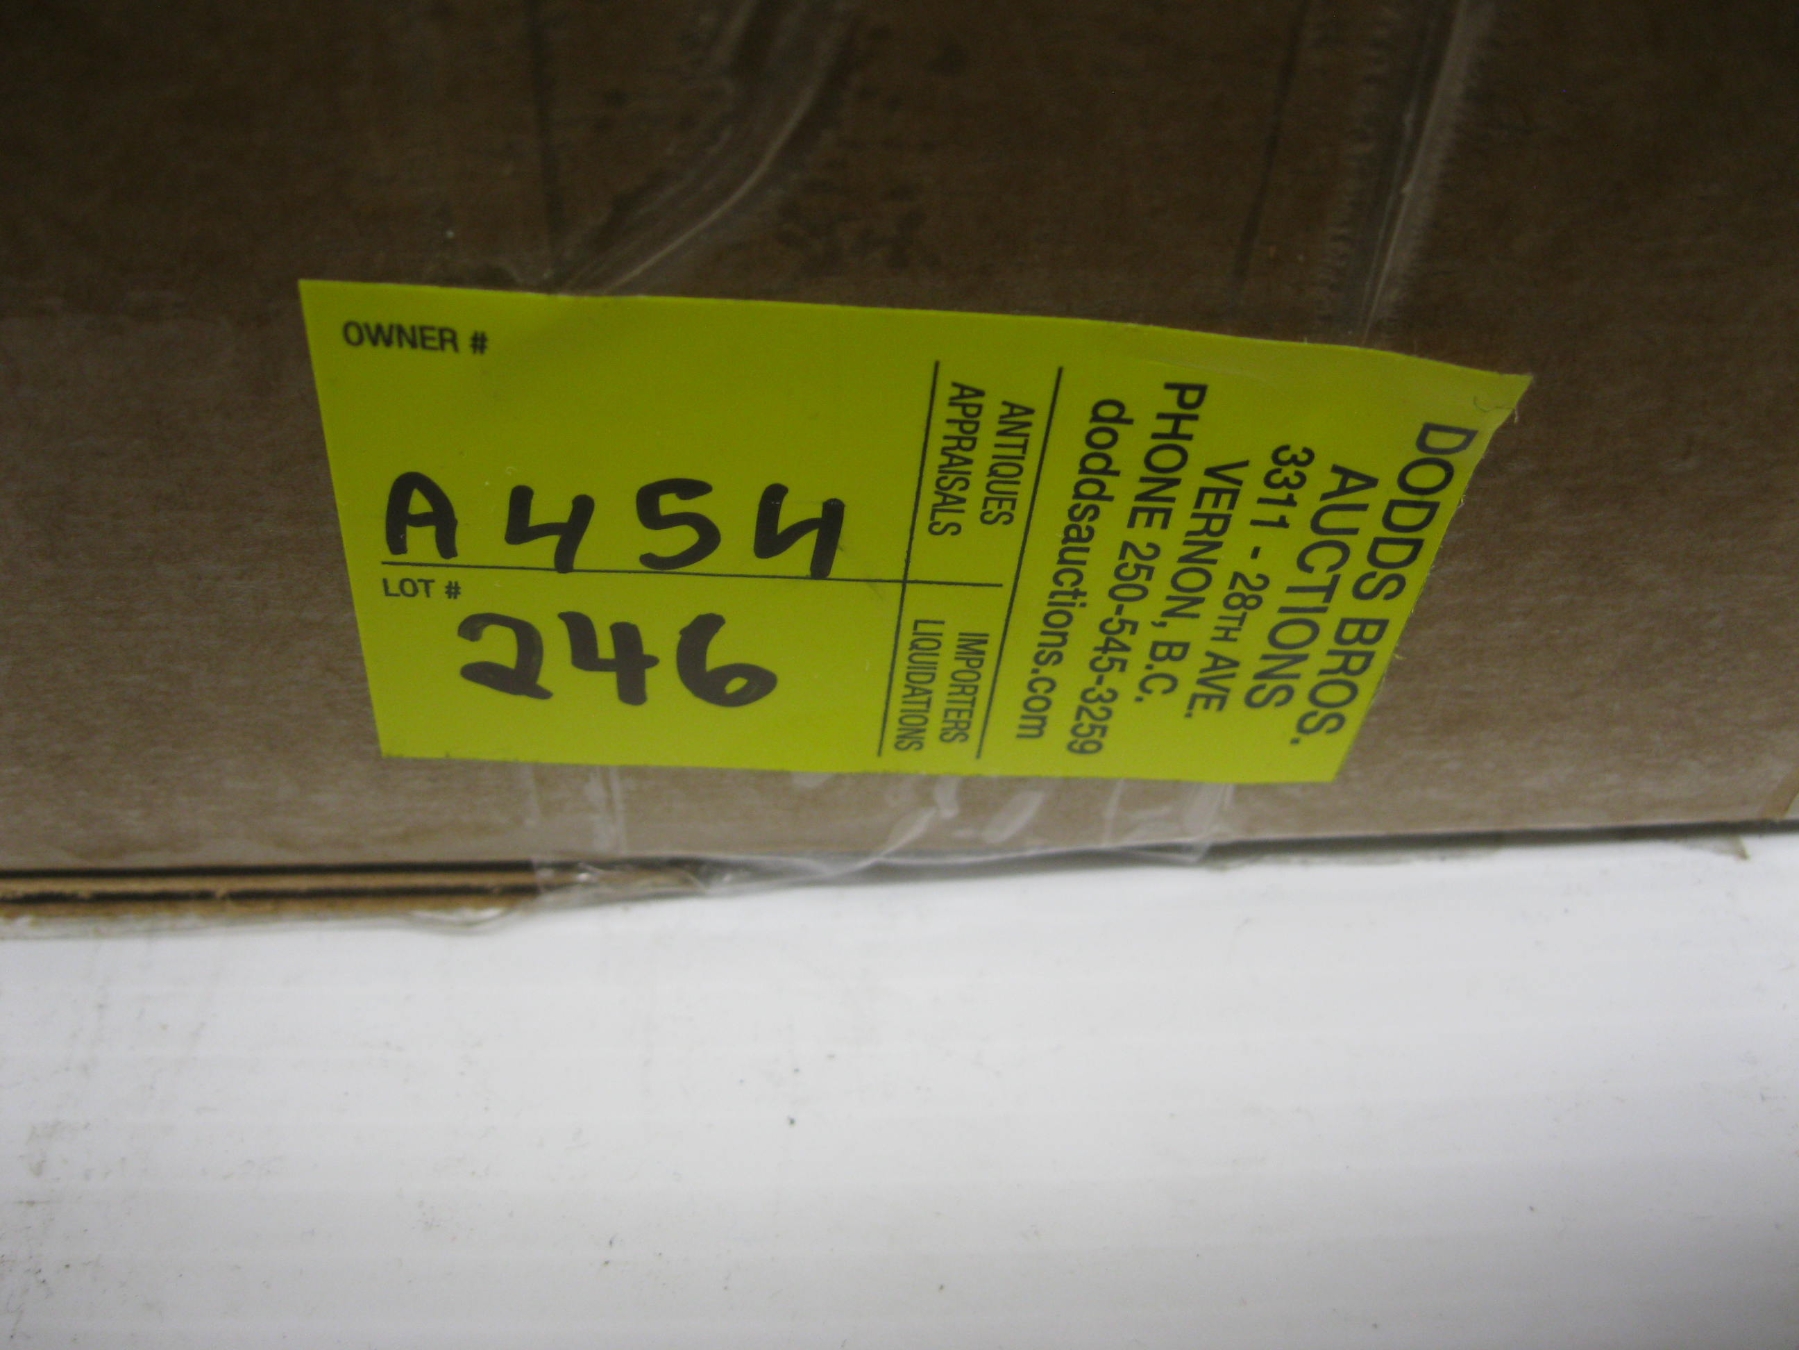 OWNER #
A454
LOT #
246
DODDS BROS.
AUCTIONS
3311 - 28TH AVE.
VERNON, B.C.
PHONE 250-545-3259
doddsauctions.com
ANTIQUES
APPRAISALS
IMPORTERS
LIQUIDATIONS